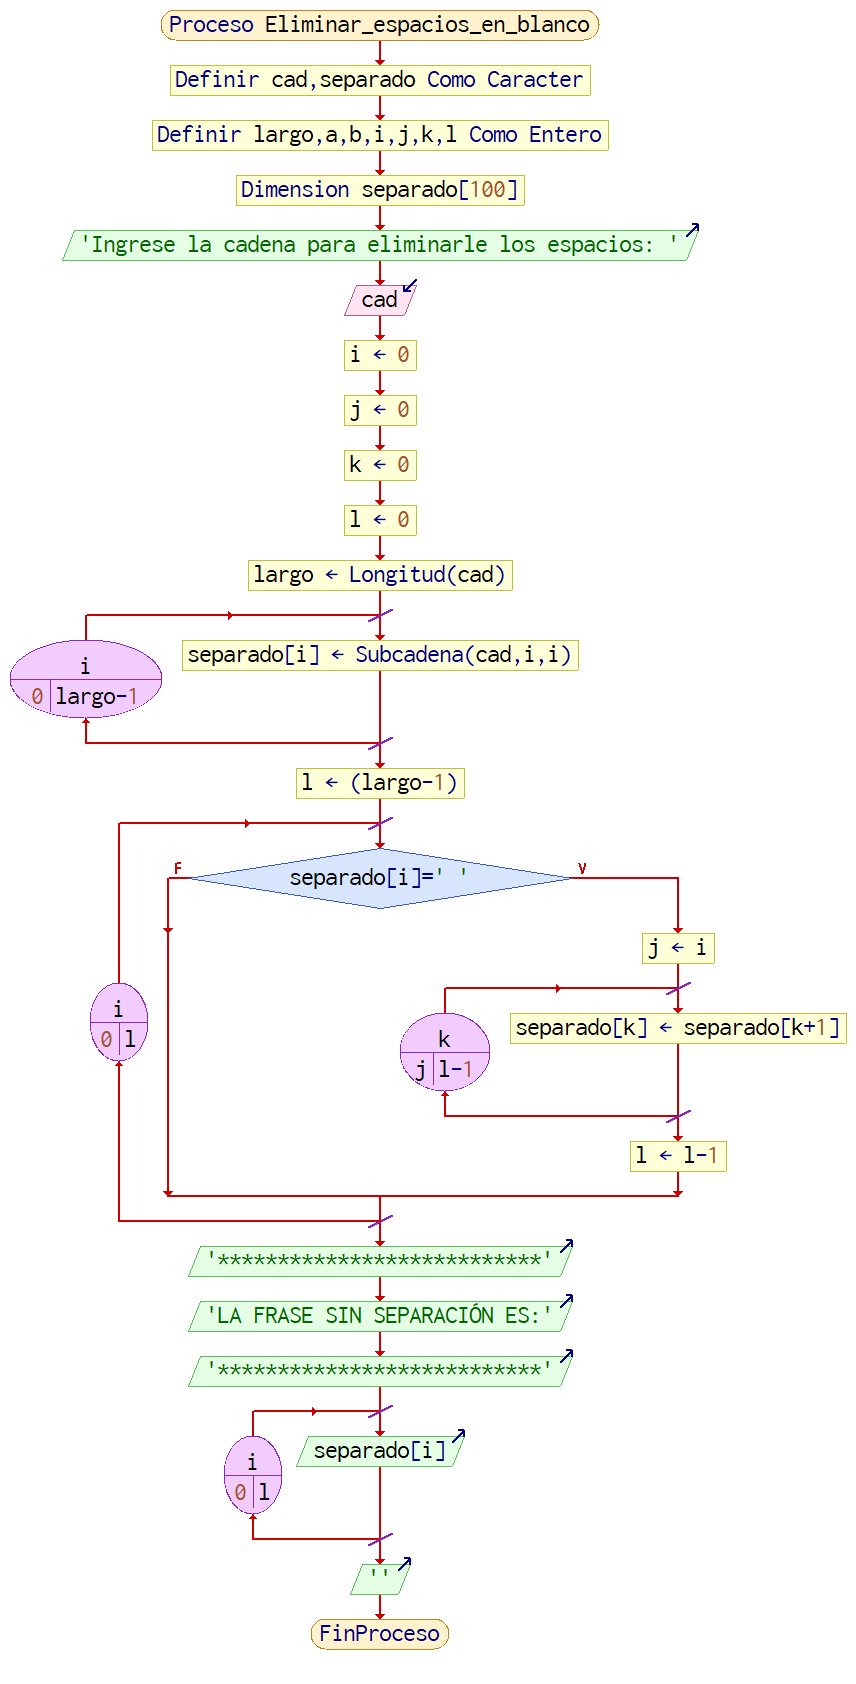 Proceso Eliminar_espacios_en_blanco
Definir cad,separado Como Caracter
Definir largo,a,b,i,j,k,l Como Entero
Dimension separado[100]
'Ingrese la cadena para eliminarle los espacios: '
cad
i ← 0
j ← 0
k ← 0
l ← 0
largo ← Longitud(cad)
i
0 largo-1
separado[i] ← Subcadena(cad,i,i)
l ← (largo-1)
F
separado[i]=' '
V
j ← i
i
0 l
k
j l-1
separado[k] ← separado[k+1]
l ← l-1
'***************************'
'LA FRASE SIN SEPARACIÓN ES:'
'***************************'
i
0 l
separado[i]
''
FinProceso